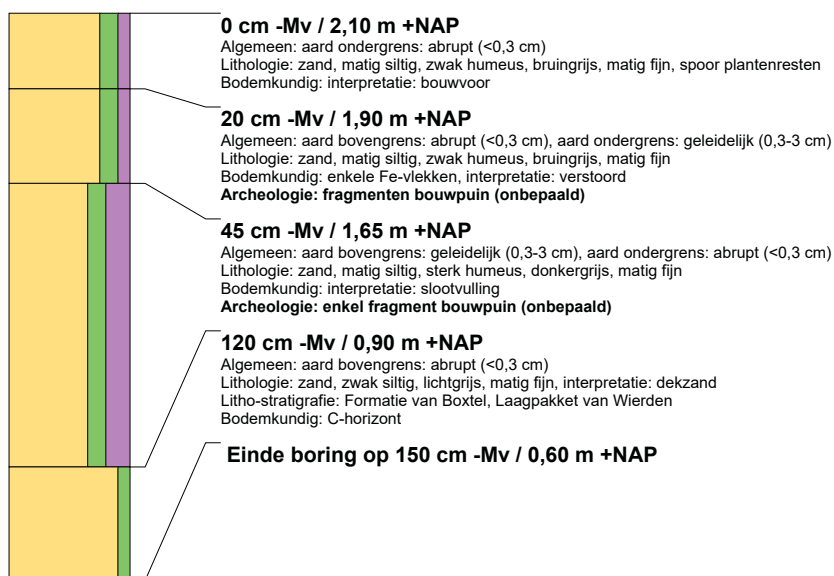 0 cm -Mv / 2,10 m +NAP
Algemeen: aard ondergrens: abrupt (<0,3 cm)
Lithologie: zand, matig siltig, zwak humeus, bruingrijs, matig fijn, spoor plantenresten
Bodemkundig: interpretatie: bouwvoor
20 cm -Mv / 1,90 m +NAP
Algemeen: aard bovengrens: abrupt (<0,3 cm), aard ondergrens: geleidelijk (0,3-3 cm)
Lithologie: zand, matig siltig, zwak humeus, bruingrijs, matig fijn
Bodemkundig: enkele Fe-vlekken, interpretatie: verstoord
Archeologie: fragmenten bouwpuin (onbepaald)
45 cm -Mv / 1,65 m +NAP
Algemeen: aard bovengrens: geleidelijk (0,3-3 cm), aard ondergrens: abrupt (<0,3 cm)
Lithologie: zand, matig siltig, sterk humeus, donkergrijs, matig fijn
Bodemkundig: interpretatie: slootvulling
Archeologie: enkel fragment bouwpuin (onbepaald)
120 cm -Mv / 0,90 m +NAP
Algemeen: aard bovengrens: abrupt (<0,3 cm)
Lithologie: zand, zwak siltig, lichtgrijs, matig fijn, interpretatie: dekzand
Litho-stratigrafie: Formatie van Boxtel, Laagpakket van Wierden
Bodemkundig: C-horizont
Einde boring op 150 cm -Mv / 0,60 m +NAP